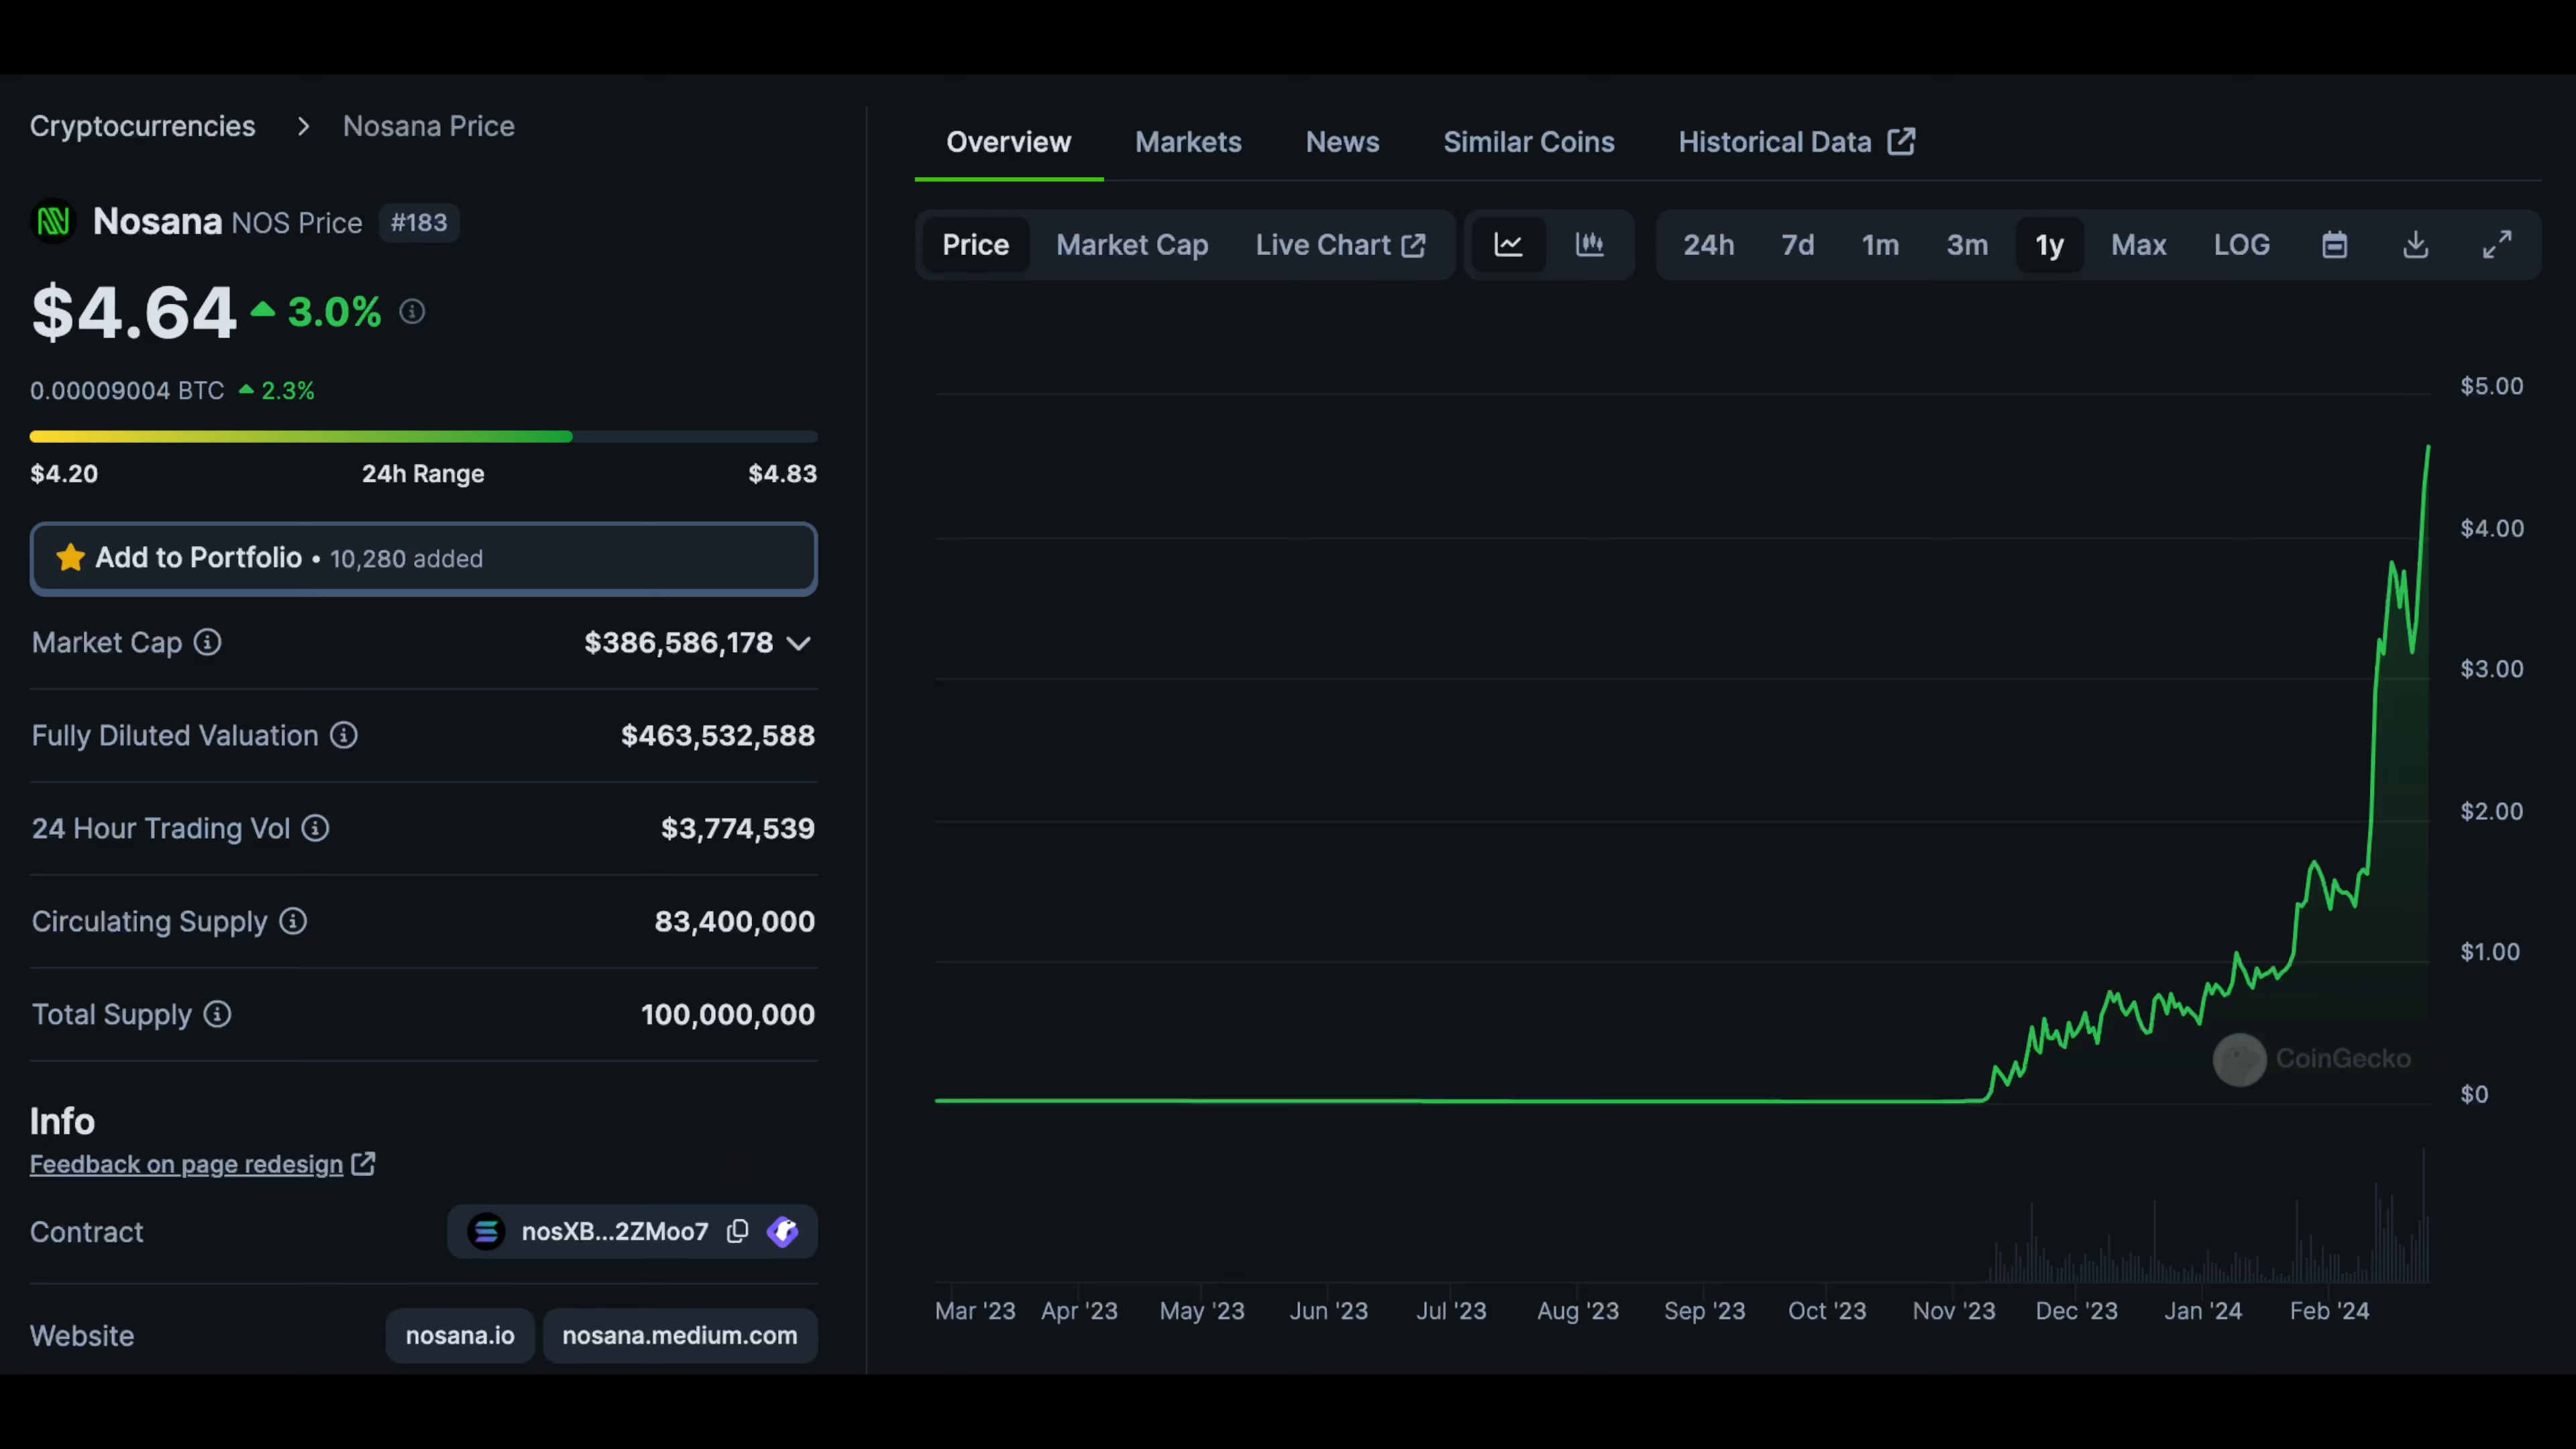 Cryptocurrencies > Nosana Price
Nosana NOS Price #183
$4.64 3.0%
0.00009004 BTC 2.3%
$4.20 24h Range $4.83
Add to Portfolio • 10,280 added
Market Cap $386,586,178
Fully Diluted Valuation $463,532,588
24 Hour Trading Vol $3,774,539
Circulating Supply 83,400,000
Total Supply 100,000,000
Info
Feedback on page redesign
Contract nosXB...2ZMoo7
Website nosana.io nosana.medium.com
Overview Markets News Similar Coins Historical Data
Price Market Cap Live Chart 24h 7d 1m 3m 1y Max LOG
$5.00
$4.00
$3.00
$2.00
$1.00
$0
CoinGecko
Mar '23 Apr '23 May '23 Jun '23 Jul '23 Aug '23 Sep '23 Oct '23 Nov '23 Dec '23 Jan '24 Feb '24